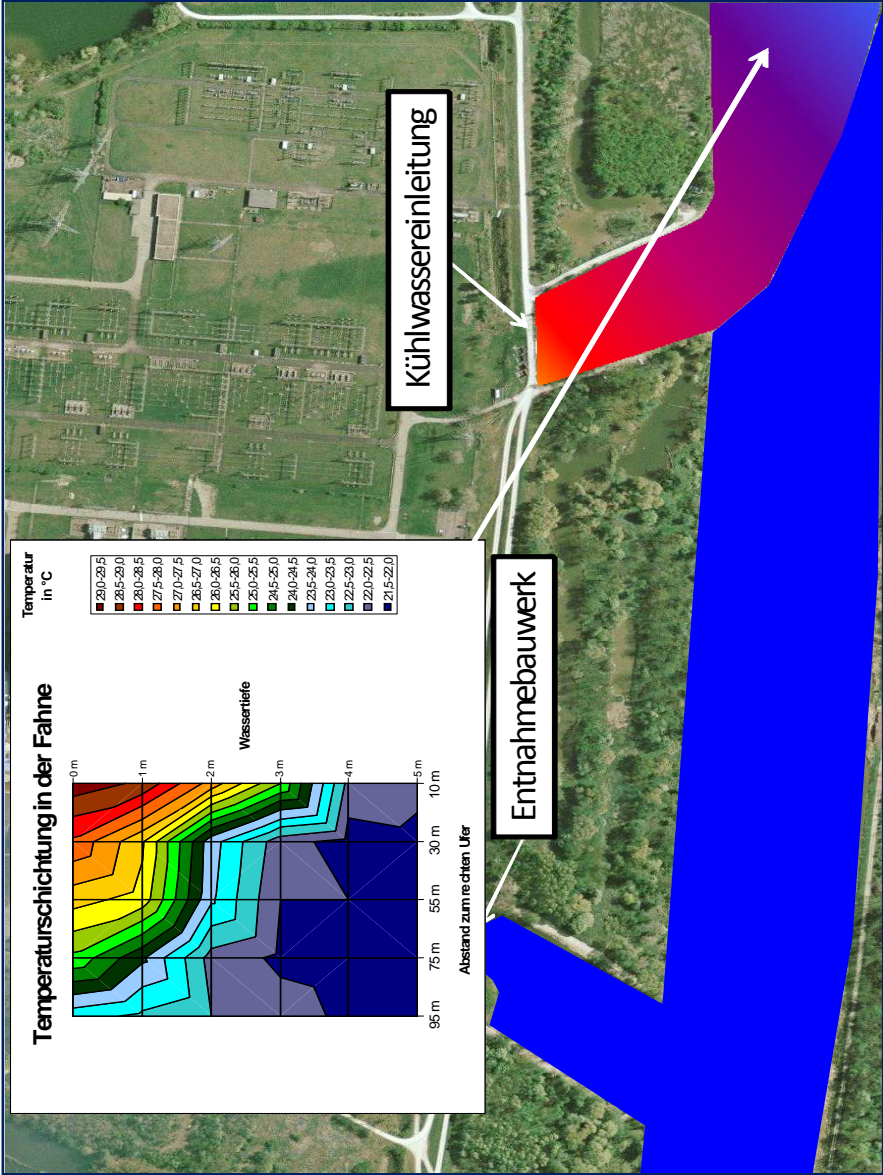 Temperaturschichtung in der Fahne
Temperatur
in °C
29,0-29,5
28,5-29,0
28,0-28,5
27,5-28,0
27,0-27,5
26,5-27,0
26,0-26,5
25,5-26,0
25,0-25,5
24,5-25,0
24,0-24,5
23,5-24,0
23,0-23,5
22,5-23,0
22,0-22,5
21,5-22,0
0 m
1 m
2 m
3 m
4 m
5 m
Wassertiefe
95 m
75 m
55 m
30 m
10 m
Abstand zum rechten Ufer
Entnahmebauwerk
Kühlwassereinleitung